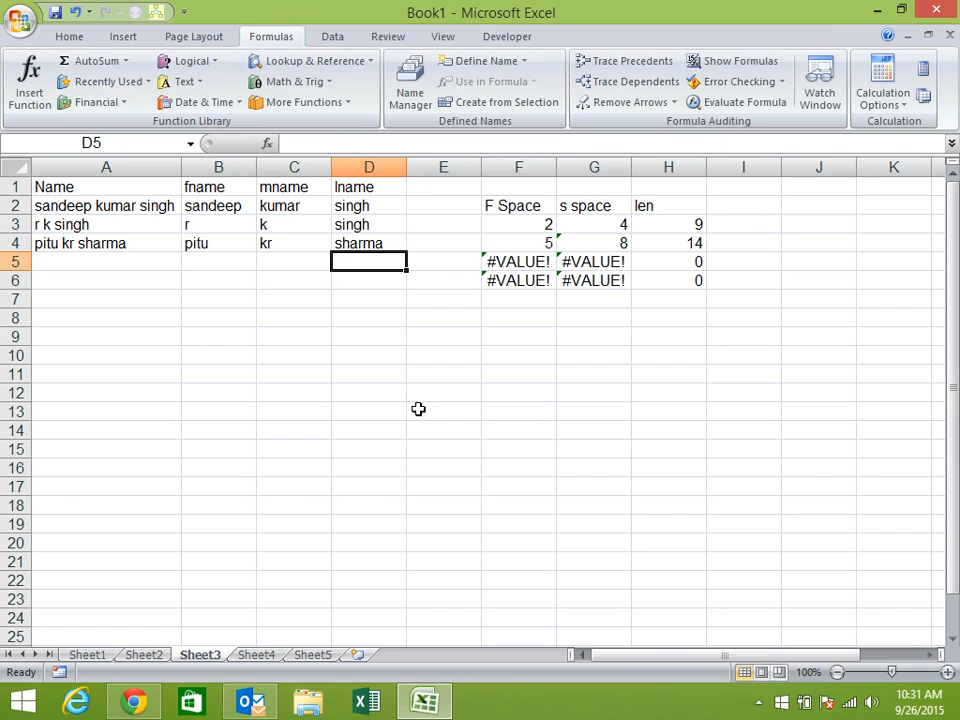 Book1 - Microsoft Excel
Home Insert Page Layout Formulas Data Review View Developer
fx Insert Function
Σ AutoSum Logical Lookup & Reference
Recently Used Text Math & Trig
Financial Date & Time More Functions
Function Library
Name Manager
Define Name
Use in Formula
Create from Selection
Defined Names
Trace Precedents Show Formulas
Trace Dependents Error Checking
Remove Arrows Evaluate Formula
Formula Auditing
Watch Window
Calculation Options
Calculation
D5 fx
A B C D E F G H I J K
1 Name fname mname lname
2 sandeep kumar singh sandeep kumar singh F Space s space len
3 r k singh r k singh 2 4 9
4 pitu kr sharma pitu kr sharma 5 8 14
5 #VALUE! #VALUE! 0
6 #VALUE! #VALUE! 0
7
8
9
10
11
12
13
14
15
16
17
18
19
20
21
22
23
24
25
Sheet1 Sheet2 Sheet3 Sheet4 Sheet5
Ready 100%
10:31 AM
9/26/2015